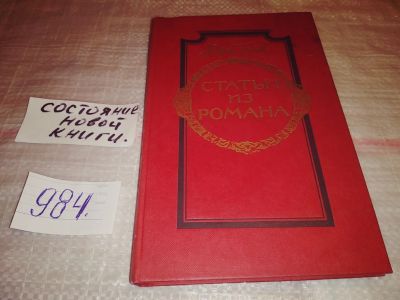 СТАТЬИ
ИЗ
РОМАНА
СОСТОЯНИЕ
НОВОЙ
КНИГИ.
984.